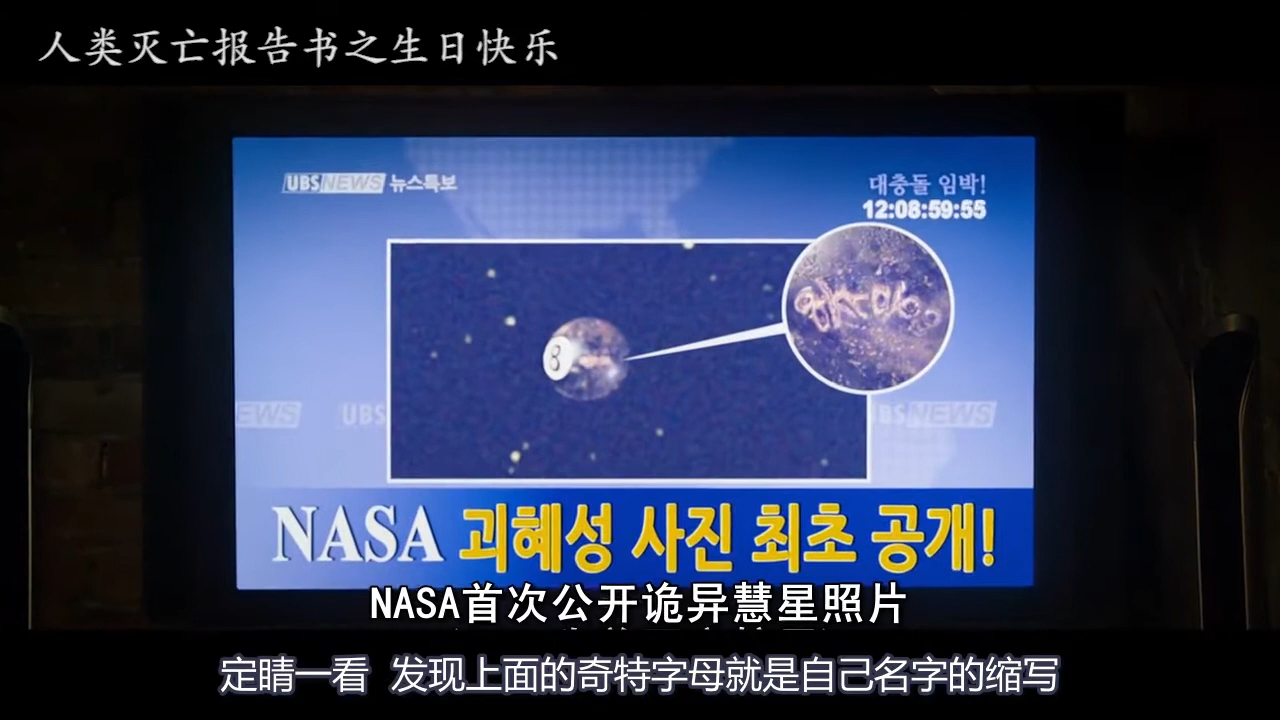 人类灭亡报告书之生日快乐
UBS NEWS 뉴스특보
대충돌 임박!
12:08:59:55
8
EWS
UBS
BS NEWS
NASA 괴혜성 사진 최초 공개!
NASA首次公开诡异慧星照片
定睛一看 发现上面的奇特字母就是自己名字的缩写